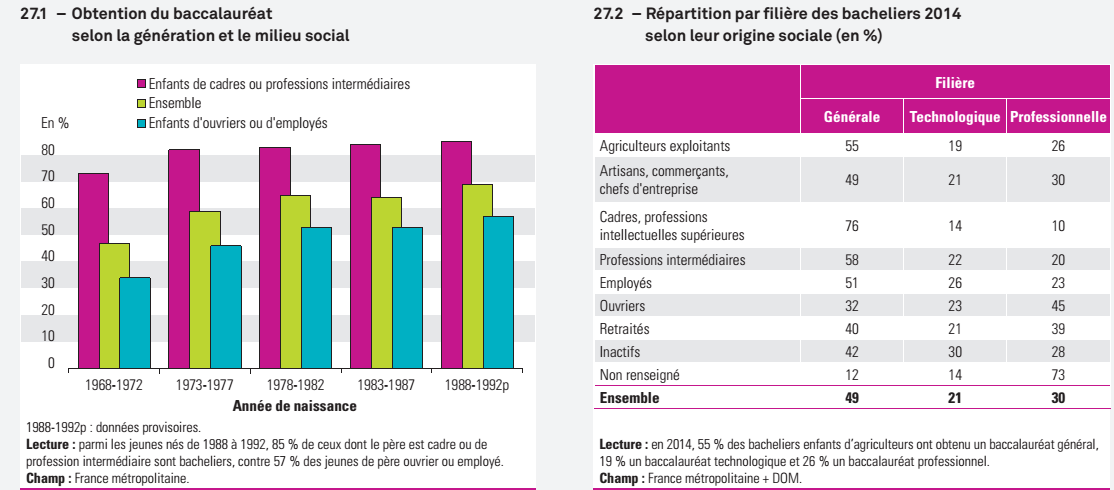 27.1 – Obtention du baccalauréat
selon la génération et le milieu social
Enfants de cadres ou professions intermédiaires
Ensemble
En %
Enfants d'ouvriers ou d'employés
80
70
60
50
40
30
20
10
0
1968-1972 1973-1977 1978-1982 1983-1987 1988-1992p
Année de naissance
1988-1992p : données provisoires.
Lecture : parmi les jeunes nés de 1988 à 1992, 85 % de ceux dont le père est cadre ou de
profession intermédiaire sont bacheliers, contre 57 % des jeunes de père ouvrier ou employé.
Champ : France métropolitaine.
27.2 – Répartition par filière des bacheliers 2014
selon leur origine sociale (en %)
Filière
Générale Technologique Professionnelle
Agriculteurs exploitants 55 19 26
Artisans, commerçants,
chefs d'entreprise 49 21 30
Cadres, professions
intellectuelles supérieures 76 14 10
Professions intermédiaires 58 22 20
Employés 51 26 23
Ouvriers 32 23 45
Retraités 40 21 39
Inactifs 42 30 28
Non renseigné 12 14 73
Ensemble 49 21 30
Lecture : en 2014, 55 % des bacheliers enfants d'agriculteurs ont obtenu un baccalauréat général,
19 % un baccalauréat technologique et 26 % un baccalauréat professionnel.
Champ : France métropolitaine + DOM.